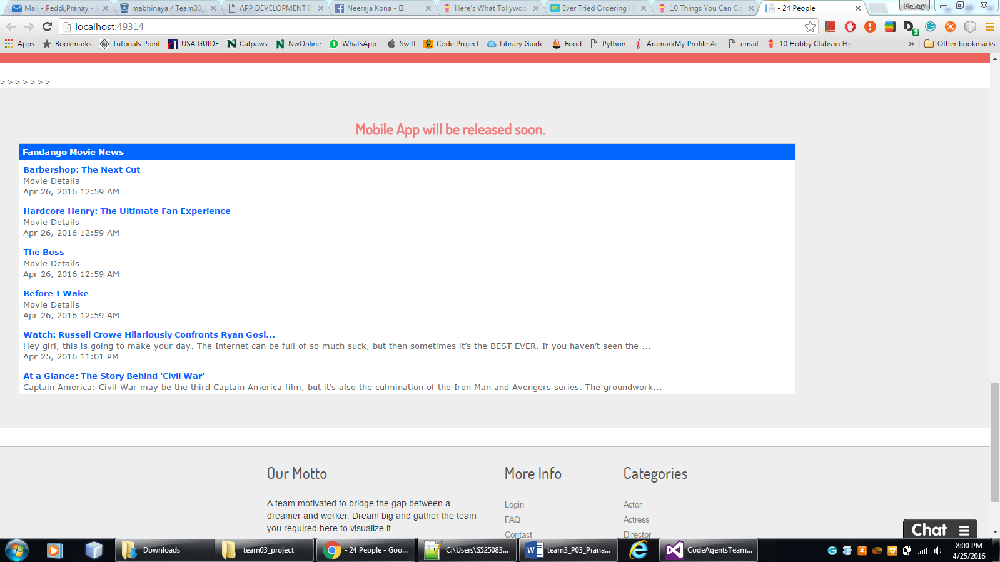 Mail - Peddi,Pranay -
mabhinaya / Team03_
APP DEVELOPMENT I
Neeraja Kona -
Here's What Tollywoo
Ever Tried Ordering H
10 Things You Can Co
- 24 People
Pranay
localhost:49314
Apps Bookmarks Tutorials Point USA GUIDE Catpaws NwOnline WhatsApp Swift Code Project Library Guide Food Python AramarkMy Profile Ac email 10 Hobby Clubs in Hy » Other bookmarks
> > > > > > >
Mobile App will be released soon.
Fandango Movie News
Barbershop: The Next Cut
Movie Details
Apr 26, 2016 12:59 AM
Hardcore Henry: The Ultimate Fan Experience
Movie Details
Apr 26, 2016 12:59 AM
The Boss
Movie Details
Apr 26, 2016 12:59 AM
Before I Wake
Movie Details
Apr 26, 2016 12:59 AM
Watch: Russell Crowe Hilariously Confronts Ryan Gosl...
Hey girl, this is going to make your day. The Internet can be full of so much suck, but then sometimes it’s the BEST EVER. If you haven’t seen the ...
Apr 25, 2016 11:01 PM
At a Glance: The Story Behind 'Civil War'
Captain America: Civil War may be the third Captain America film, but it's also the culmination of the Iron Man and Avengers series. The groundwork...
Our Motto
A team motivated to bridge the gap between a
dreamer and worker. Dream big and gather the team
you required here to visualize it.
More Info
Login
FAQ
Contact
Categories
Actor
Actress
Director
Chat
Downloads
team03_project
- 24 People - Goo...
C:\Users\S525083...
team3_P03_Prana...
CodeAgentsTeam...
8:00 PM
4/25/2016